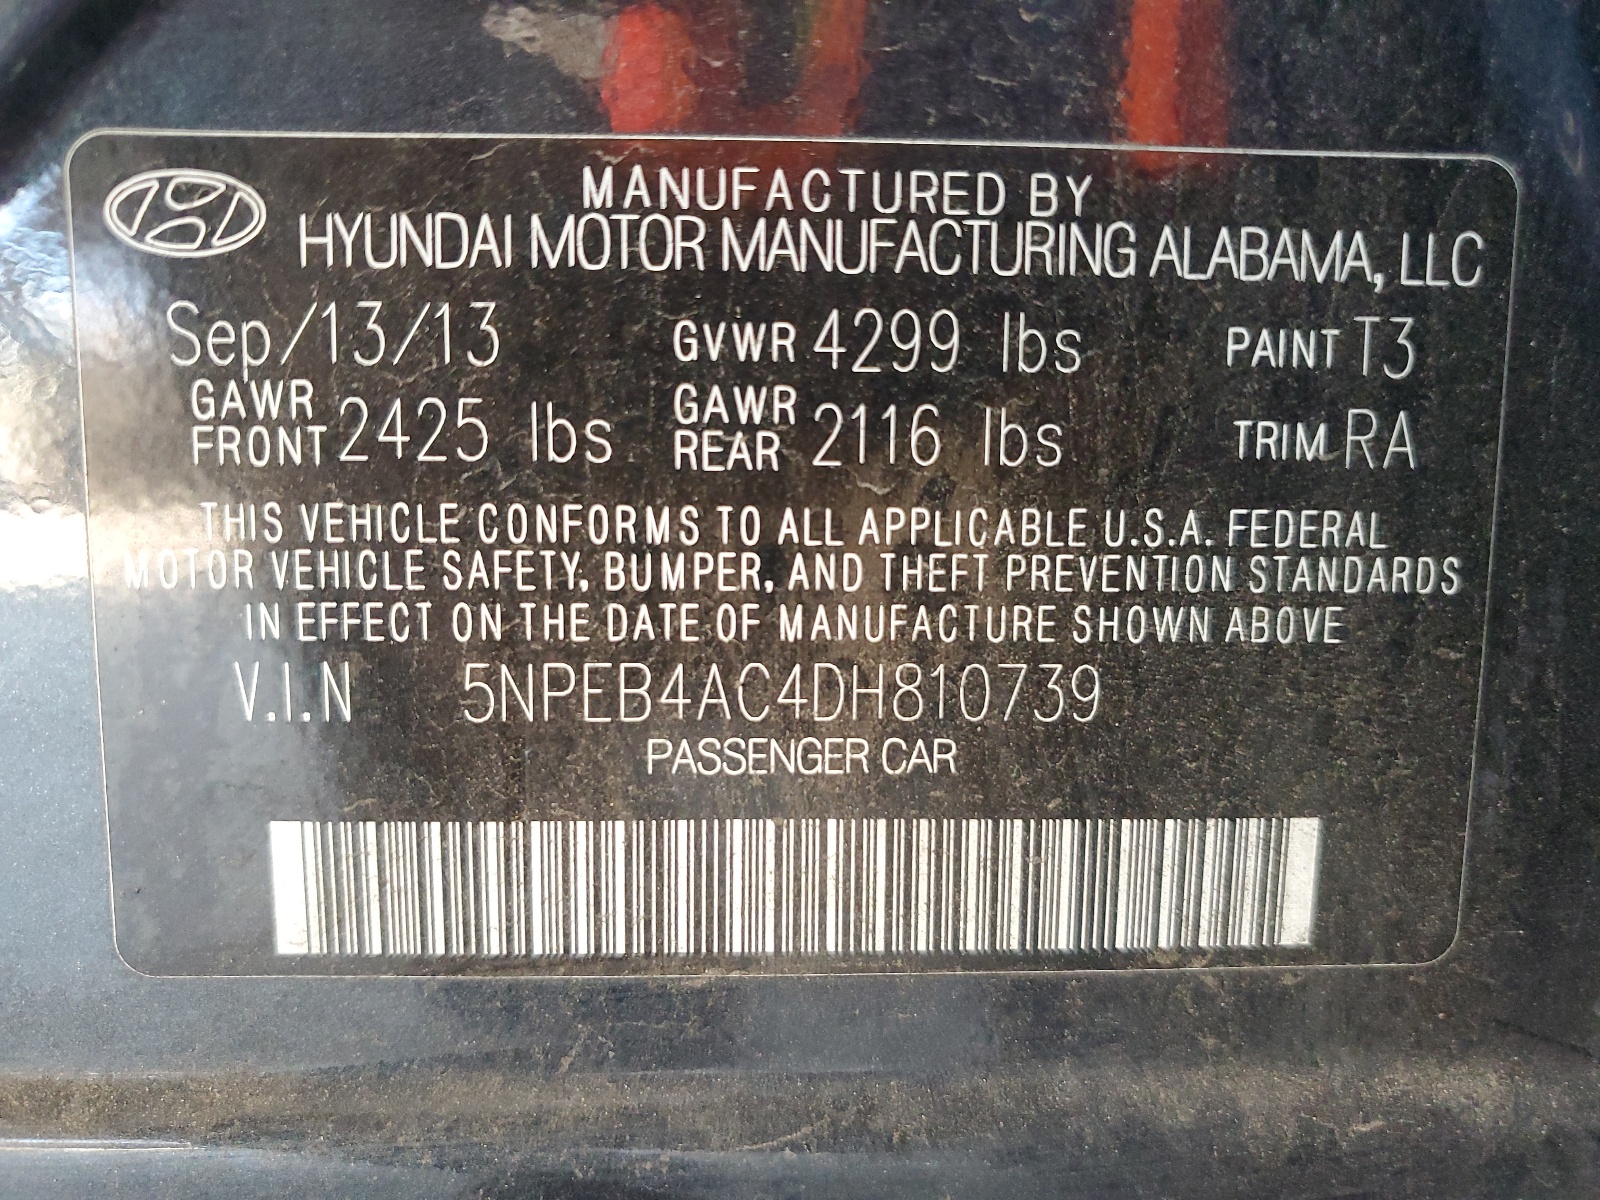 MANUFACTURED BY
HYUNDAI MOTOR MANUFACTURING ALABAMA, LLC
Sep/13/13 GVWR 4299 lbs PAINT T3
GAWR FRONT 2425 lbs GAWR REAR 2116 lbs TRIM RA
THIS VEHICLE CONFORMS TO ALL APPLICABLE U.S.A. FEDERAL
MOTOR VEHICLE SAFETY, BUMPER, AND THEFT PREVENTION STANDARDS
IN EFFECT ON THE DATE OF MANUFACTURE SHOWN ABOVE
V.I.N 5NPEB4AC4DH810739
PASSENGER CAR